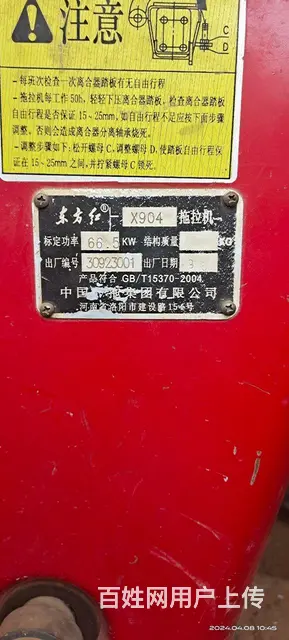 注意
C
D
—每班次检查一次离合器踏板有无自由行程
—拖拉机每工作50h,轻轻下压离合器踏板,检查离合器踏板
自由行程是否保证15~25mm,如自由行程不足应按下面步骤
调整,否则会造成离合器分离轴承烧死。
—调整步骤如下:松开螺母C,调整螺母D,使踏板自由行程保证
在15~25mm之间,并拧紧螺母C锁死。
东方红® X904 拖拉机
标定功率 66.5 KW 结构质量 KG
出厂编号 30923001 出厂日期
产品符合 GB/T15370-2004
中国一拖集团有限公司
河南省洛阳市建设路154号
2024.04.08 10:45
百姓网用户上传